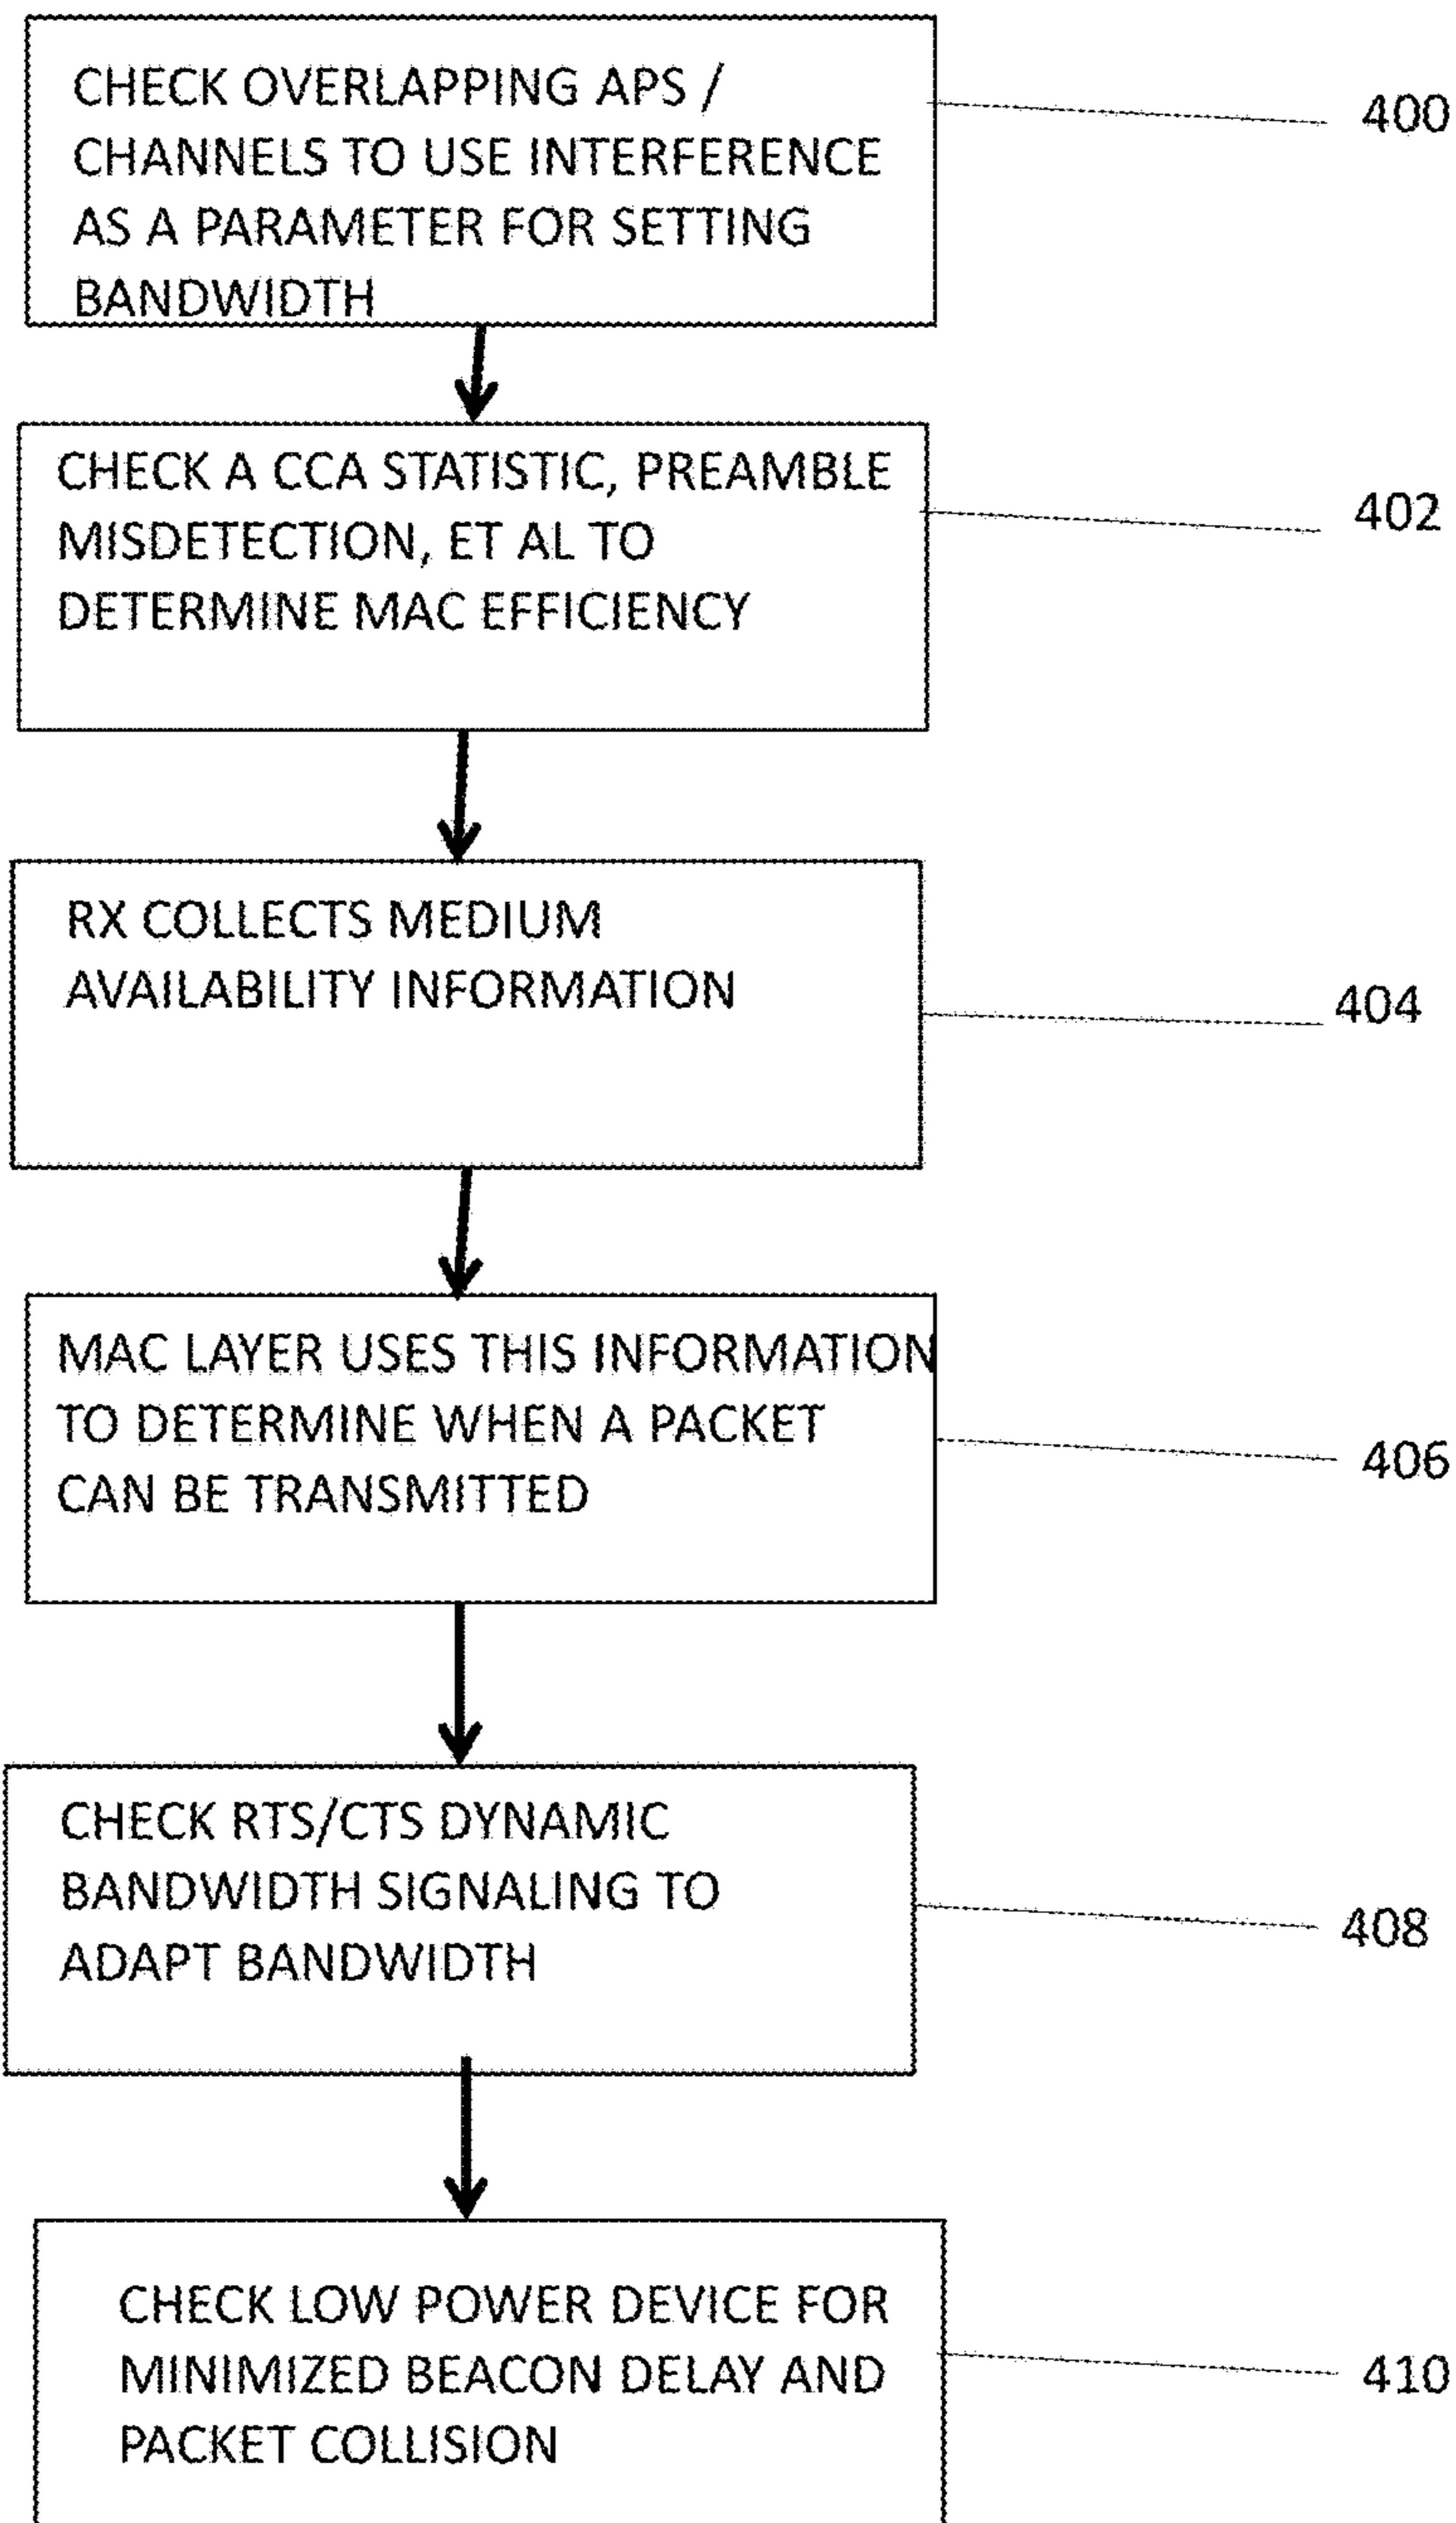 CHECK OVERLAPPING APS /
CHANNELS TO USE INTERFERENCE
AS A PARAMETER FOR SETTING
BANDWIDTH
400
CHECK A CCA STATISTIC, PREAMBLE
MISDETECTION, ET AL TO
DETERMINE MAC EFFICIENCY
402
RX COLLECTS MEDIUM
AVAILABILITY INFORMATION
404
MAC LAYER USES THIS INFORMATION
TO DETERMINE WHEN A PACKET
CAN BE TRANSMITTED
406
CHECK RTS/CTS DYNAMIC
BANDWIDTH SIGNALING TO
ADAPT BANDWIDTH
408
CHECK LOW POWER DEVICE FOR
MINIMIZED BEACON DELAY AND
PACKET COLLISION
410